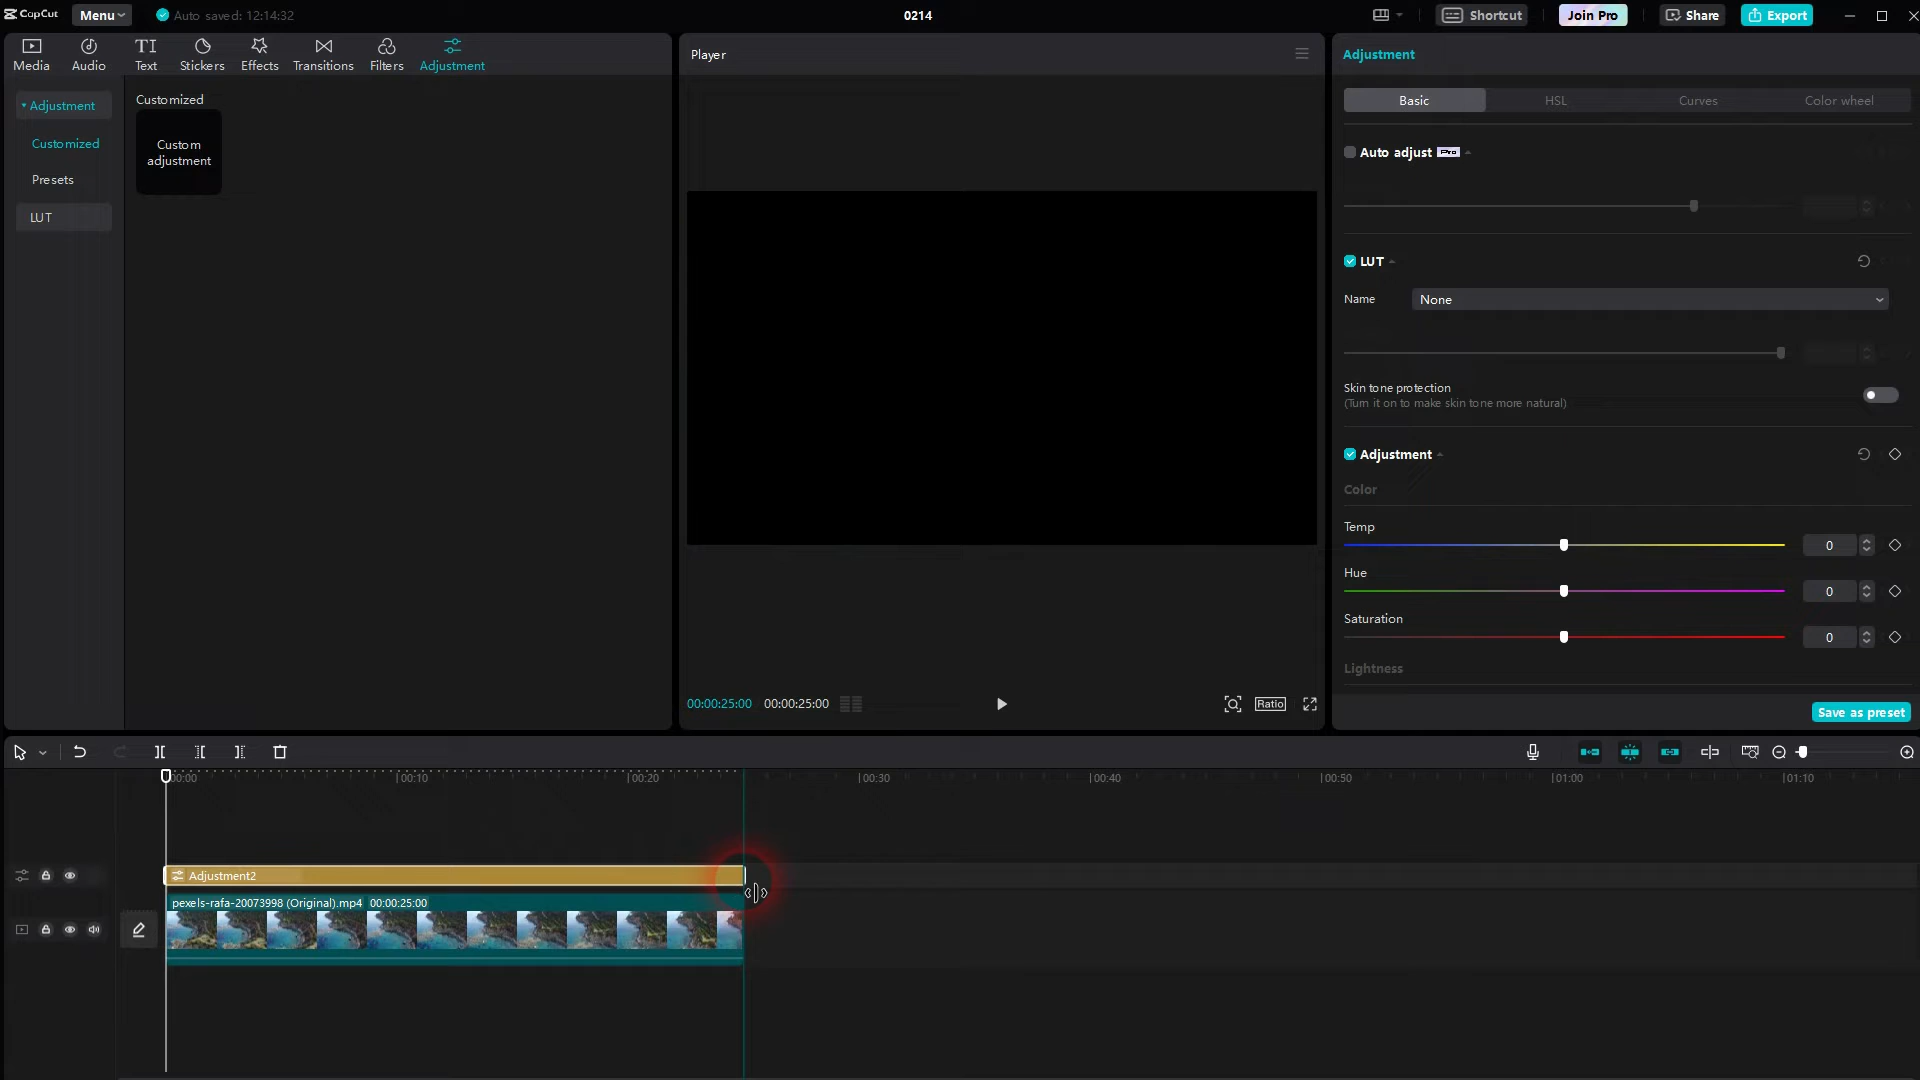 CapCut
Menu
Auto saved: 12:14:32
0214
Shortcut
Join Pro
Share
Export
Media
Audio
Text
Stickers
Effects
Transitions
Filters
Adjustment
Adjustment
Customized
Presets
LUT
Customized
Custom
adjustment
Player
00:00:25:00
00:00:25:00
Ratio
Adjustment
Basic
HSL
Curves
Color wheel
Auto adjust
Pro
LUT
Name
None
Skin tone protection
(Turn it on to make skin tone more natural)
Adjustment
Color
Temp
0
Hue
0
Saturation
0
Lightness
Save as preset
00:00
00:10
00:20
00:30
00:40
00:50
01:00
01:10
Adjustment2
pexels-rafa-20073998 (Original).mp4 00:00:25:00